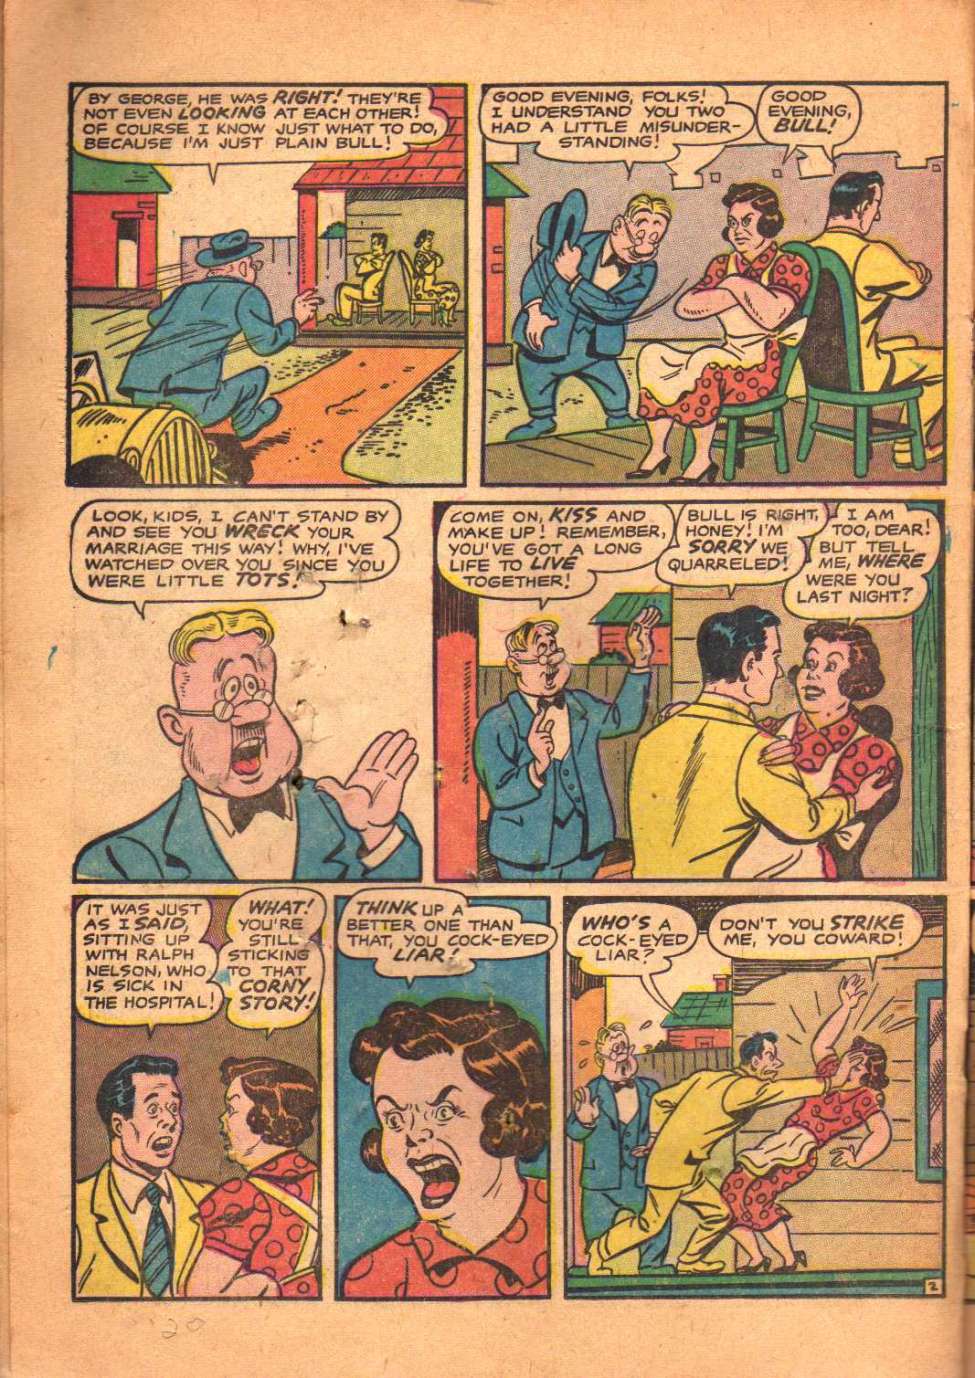 BY GEORGE, HE WAS RIGHT! THEY'RE
NOT EVEN LOOKING AT EACH OTHER!
OF COURSE I KNOW JUST WHAT TO DO,
BECAUSE I'M JUST PLAIN BULL!
GOOD EVENING, FOLKS!
I UNDERSTAND YOU TWO
HAD A LITTLE MISUNDER-
STANDING!
GOOD
EVENING,
BULL!
LOOK, KIDS, I CAN'T STAND BY
AND SEE YOU WRECK YOUR
MARRIAGE THIS WAY! WHY, I'VE
WATCHED OVER YOU SINCE YOU
WERE LITTLE TOTS!
COME ON, KISS AND
MAKE UP! REMEMBER,
YOU'VE GOT A LONG
LIFE TO LIVE
TOGETHER!
BULL IS RIGHT,
HONEY! I'M
SORRY WE
QUARRELED!
I AM
TOO, DEAR!
BUT TELL
ME, WHERE
WERE YOU
LAST NIGHT?
IT WAS JUST
AS I SAID,
SITTING UP
WITH RALPH
NELSON, WHO
IS SICK IN
THE HOSPITAL!
WHAT!
YOU'RE
STILL
STICKING
TO THAT
CORNY
STORY!
THINK UP A
BETTER ONE THAN
THAT, YOU COCK-EYED
LIAR!
WHO'S A
COCK-EYED
LIAR?
DON'T YOU STRIKE
ME, YOU COWARD!
2
20